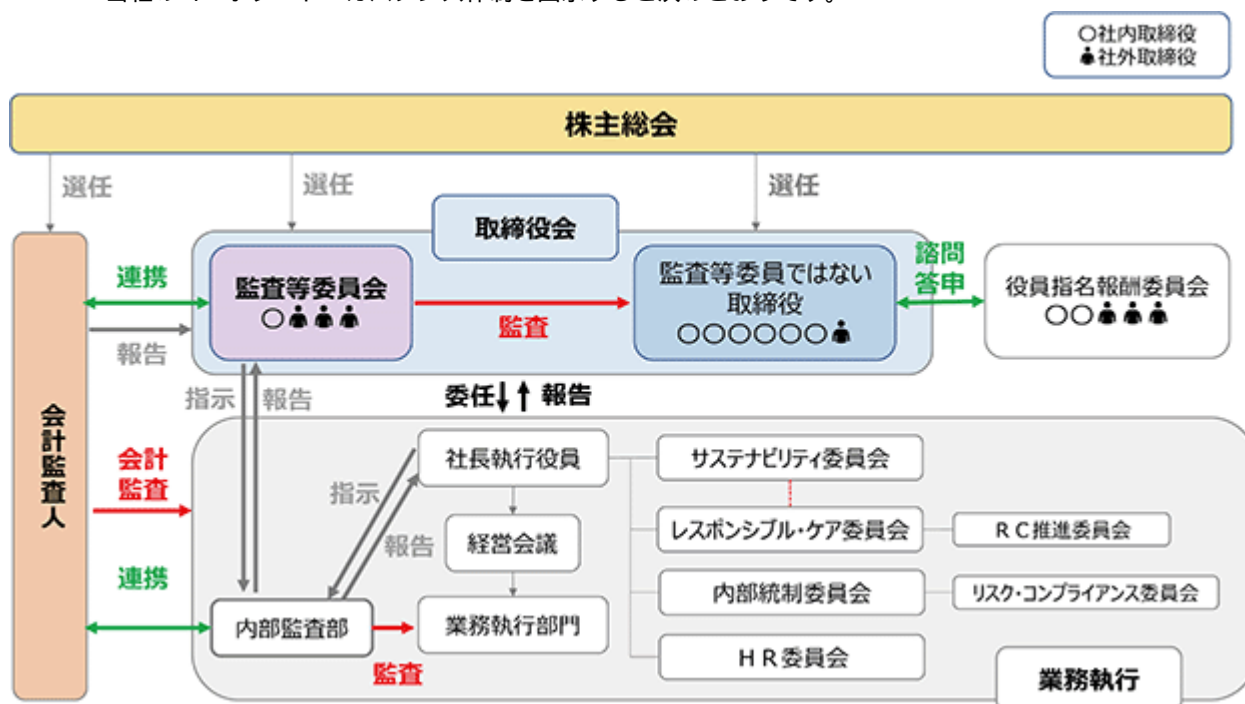 ○社内取締役
社外取締役
株主総会
選任
選任
選任
取締役会
連携
報告
監査等委員会
○
監査
監査等委員ではない
取締役
○○○○○○
諮問
答申
役員指名報酬委員会
○○
指示
報告
委任↓↑報告
会計監査人
会計
監査
連携
社長執行役員
指示
報告
経営会議
内部監査部
監査
業務執行部門
サステナビリティ委員会
レスポンシブル・ケア委員会
RC推進委員会
内部統制委員会
リスク・コンプライアンス委員会
HR委員会
業務執行